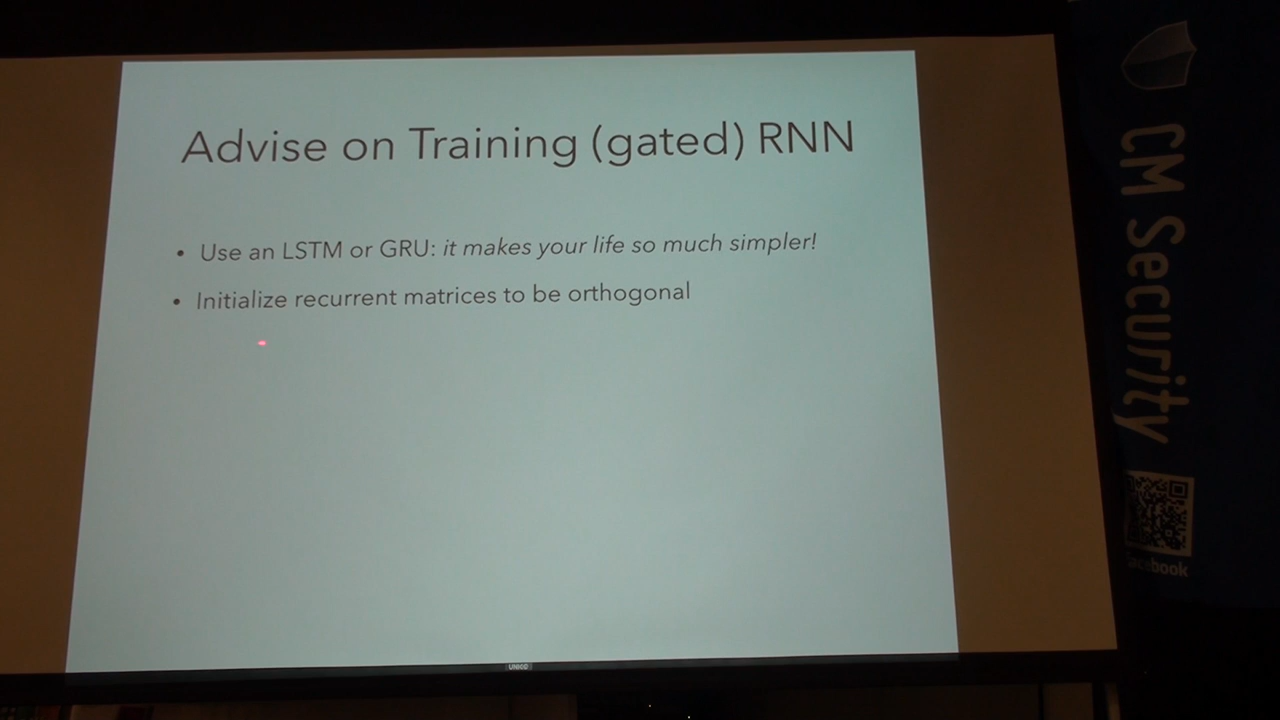 Advise on Training (gated) RNN
• Use an LSTM or GRU: it makes your life so much simpler!
• Initialize recurrent matrices to be orthogonal
CM Security